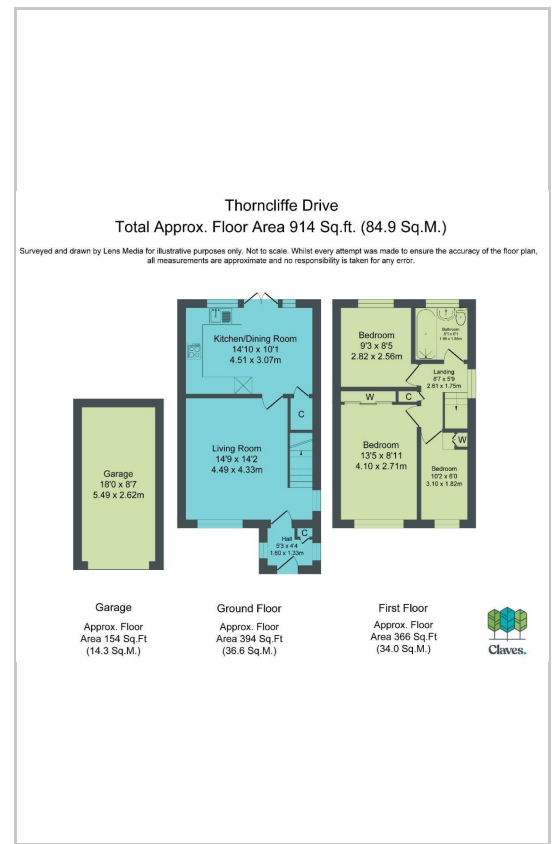 Thorncliffe Drive
Total Approx. Floor Area 914 Sq.ft. (84.9 Sq.M.)
Surveyed and drawn by Lens Media for illustrative purposes only. Not to scale. Whilst every attempt was made to ensure the accuracy of the floor plan,
all measurements are approximate and no responsibility is taken for any error.
Garage
18'0 x 8'7
5.49 x 2.62m
Kitchen/Dining Room
14'10 x 10'1
4.51 x 3.07m
C
Living Room
14'9 x 14'2
4.49 x 4.33m
C
Hall
5'3 x 4'4
1.60 x 1.33m
Bedroom
9'3 x 8'5
2.82 x 2.56m
Bathroom
Landing
8'7 x 5'9
2.61 x 1.75m
W
C
Bedroom
13'5 x 8'11
4.10 x 2.71m
W
Bedroom
10'2 x 6'0
3.10 x 1.82m
Garage
Approx. Floor
Area 154 Sq.Ft
(14.3 Sq.M.)
Ground Floor
Approx. Floor
Area 394 Sq.Ft
(36.6 Sq.M.)
First Floor
Approx. Floor
Area 366 Sq.Ft
(34.0 Sq.M.)
Claves.